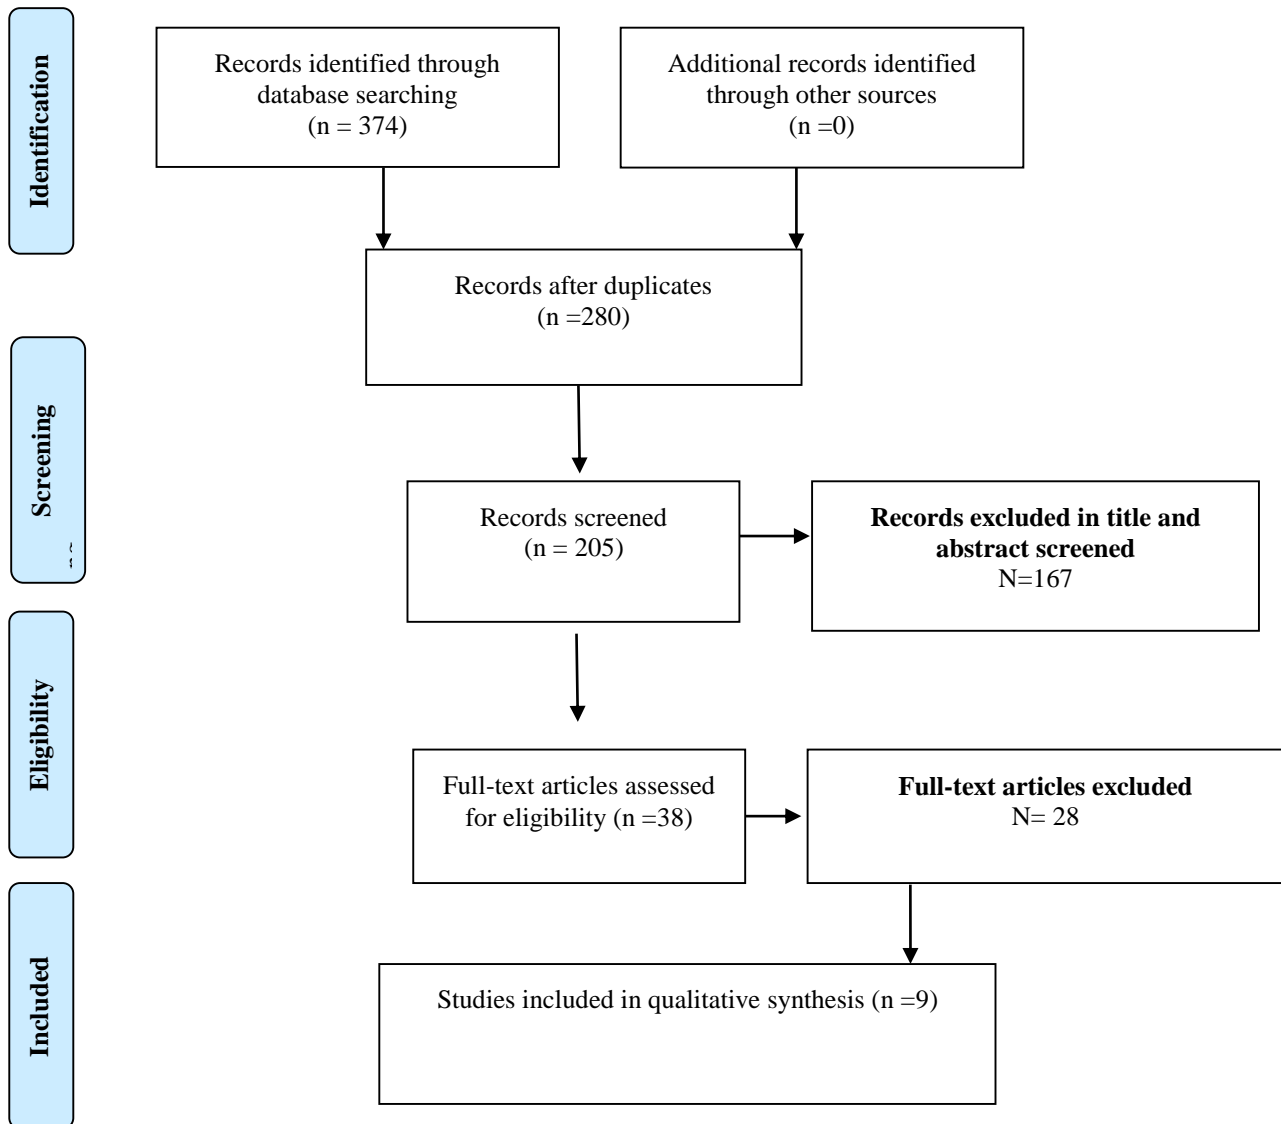 Identification
Records identified through
database searching
(n = 374)
Additional records identified
through other sources
(n =0)
Records after duplicates
(n =280)
Screening
Records screened
(n = 205)
Records excluded in title and
abstract screened
N=167
Eligibility
Full-text articles assessed
for eligibility (n =38)
Full-text articles excluded
N= 28
Included
Studies included in qualitative synthesis (n =9)